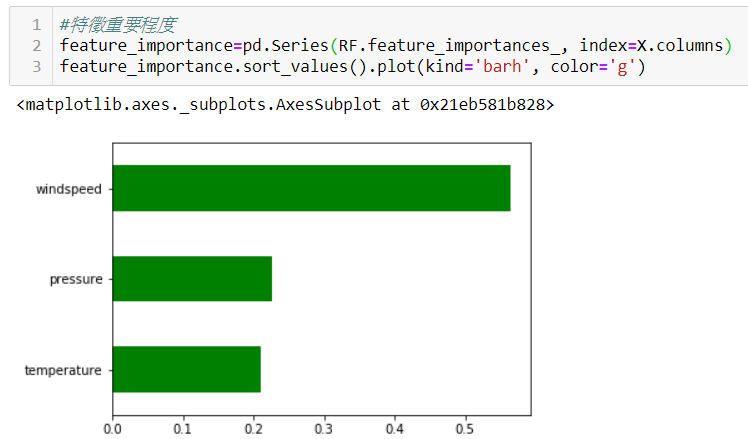 1 #特徵重要程度
2 feature_importance=pd.Series(RF.feature_importances_, index=X.columns)
3 feature_importance.sort_values().plot(kind='barh', color='g')
<matplotlib.axes._subplots.AxesSubplot at 0x21eb581b828>
windspeed
pressure
temperature
0.0 0.1 0.2 0.3 0.4 0.5